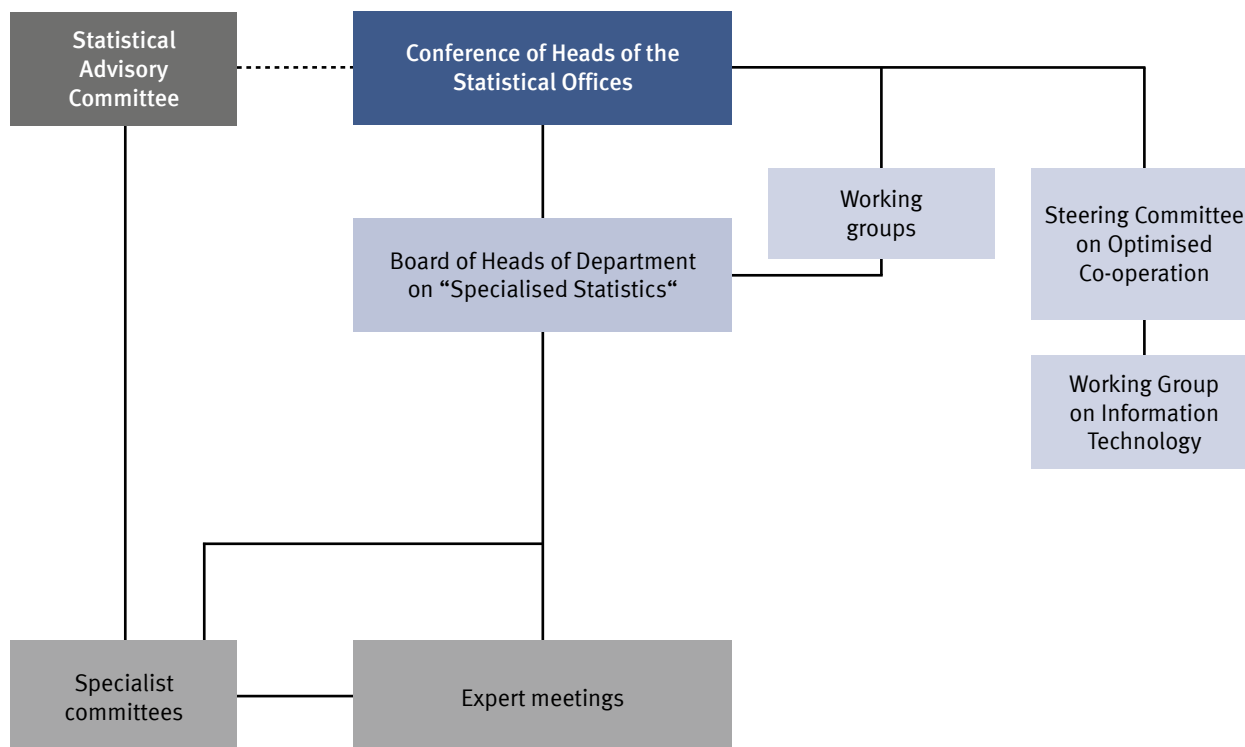 Statistical
Advisory
Committee
Conference of Heads of the
Statistical Offices
Working
groups
Steering Committee
on Optimised
Co-operation
Board of Heads of Department
on “Specialised Statistics“
Working Group
on Information
Technology
Specialist
committees
Expert meetings